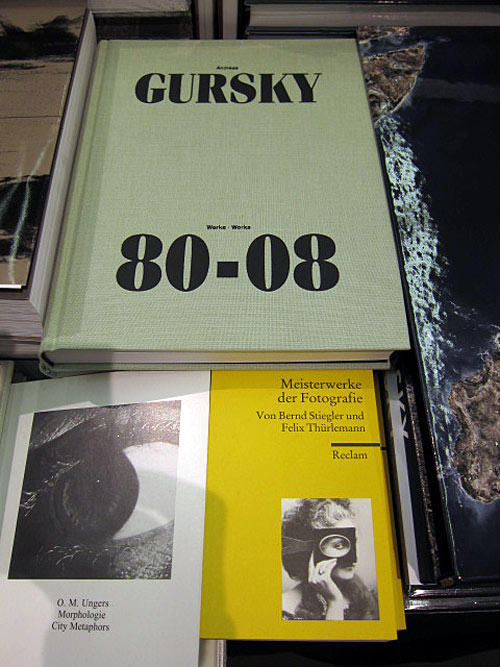 Andreas
GURSKY
Werke · Works
80-08
Meisterwerke
der Fotografie
Von Bernd Stiegler und
Felix Thürlemann
Reclam
O. M. Ungers
Morphologie
City Metaphors